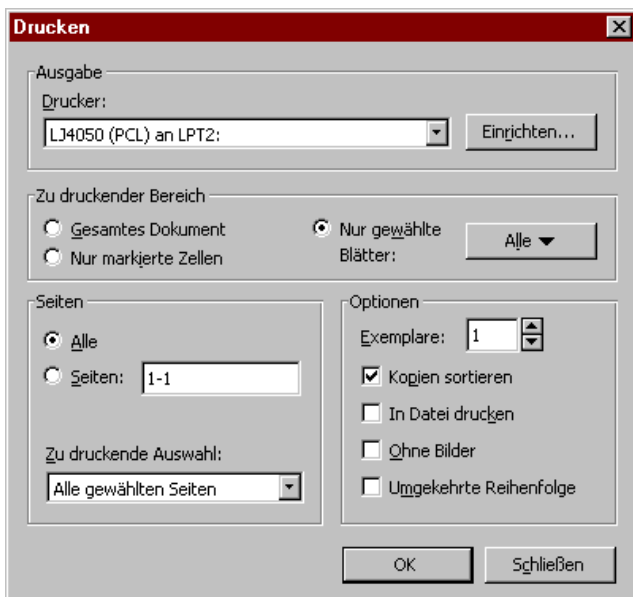 Drucken
Ausgabe
Drucker:
LJ4050 (PCL) an LPT2:
Einrichten...
Zu druckender Bereich
Gesamtes Dokument
Nur markierte Zellen
Nur gewählte
Blätter:
Alle
Seiten
Alle
Seiten: 1-1
Zu druckende Auswahl:
Alle gewählten Seiten
Optionen
Exemplare: 1
Kopien sortieren
In Datei drucken
Ohne Bilder
Umgekehrte Reihenfolge
OK
Schließen